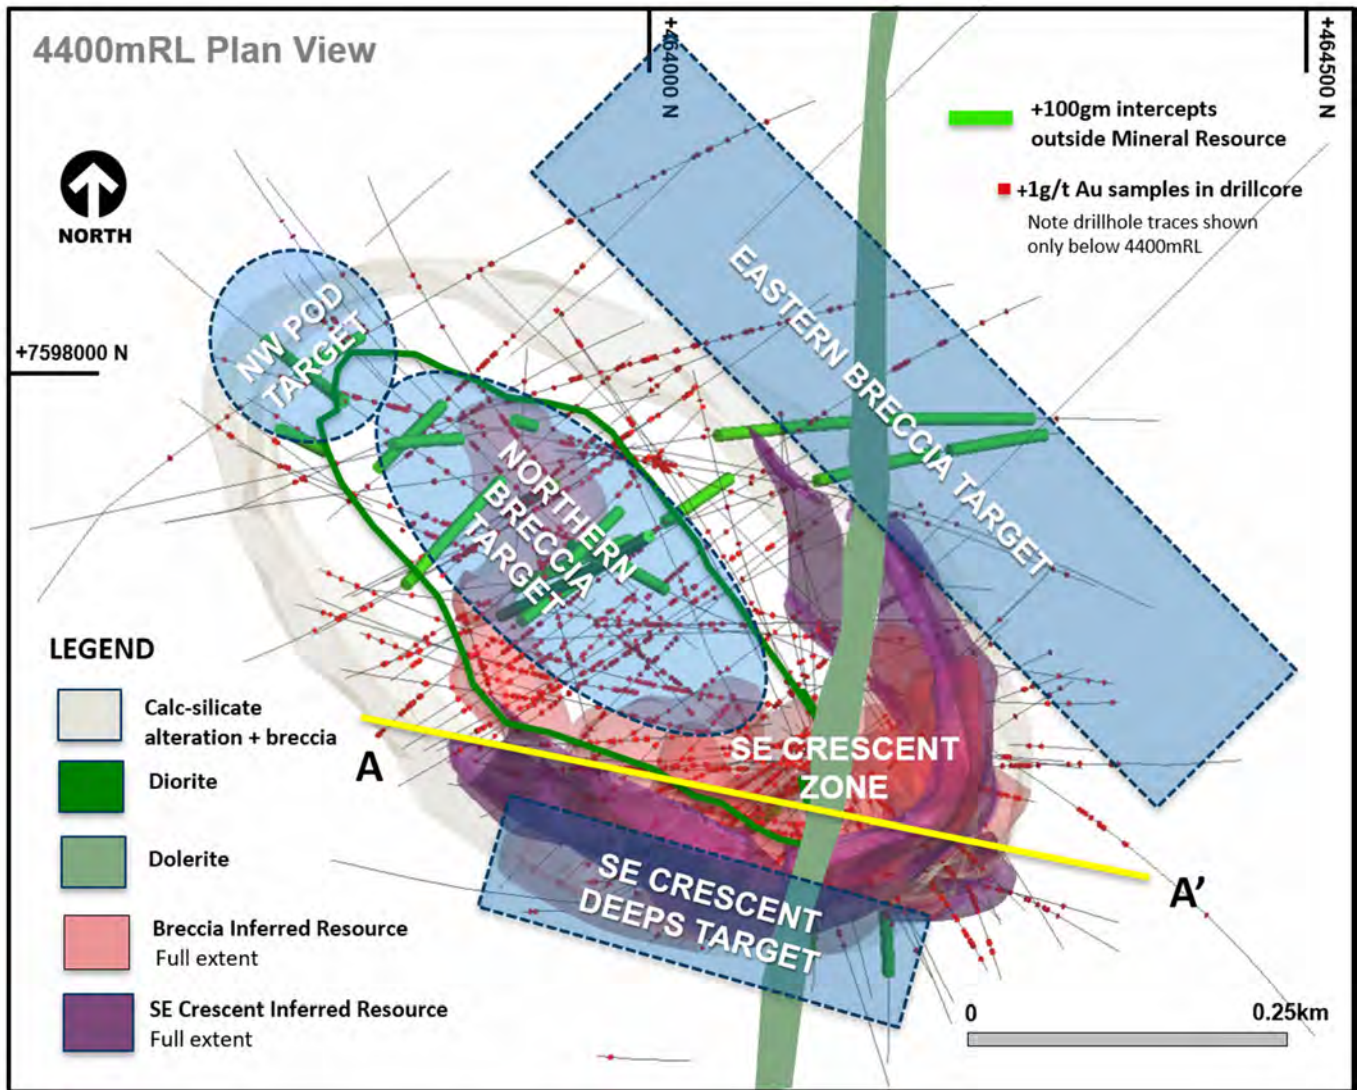 4400mRL Plan View
+464000 N
+464500 N
+100gm intercepts
outside Mineral Resource
+1g/t Au samples in drillcore
Note drillhole traces shown
only below 4400mRL
NORTH
+7598000 N
NW POD
TARGET
EASTERN BRECCIA TARGET
NORTHERN
BRECCIA
TARGET
SE CRESCENT
ZONE
A
A'
SE CRESCENT
DEEPS TARGET
LEGEND
Calc-silicate
alteration + breccia
Diorite
Dolerite
Breccia Inferred Resource
Full extent
SE Crescent Inferred Resource
Full extent
0
0.25km